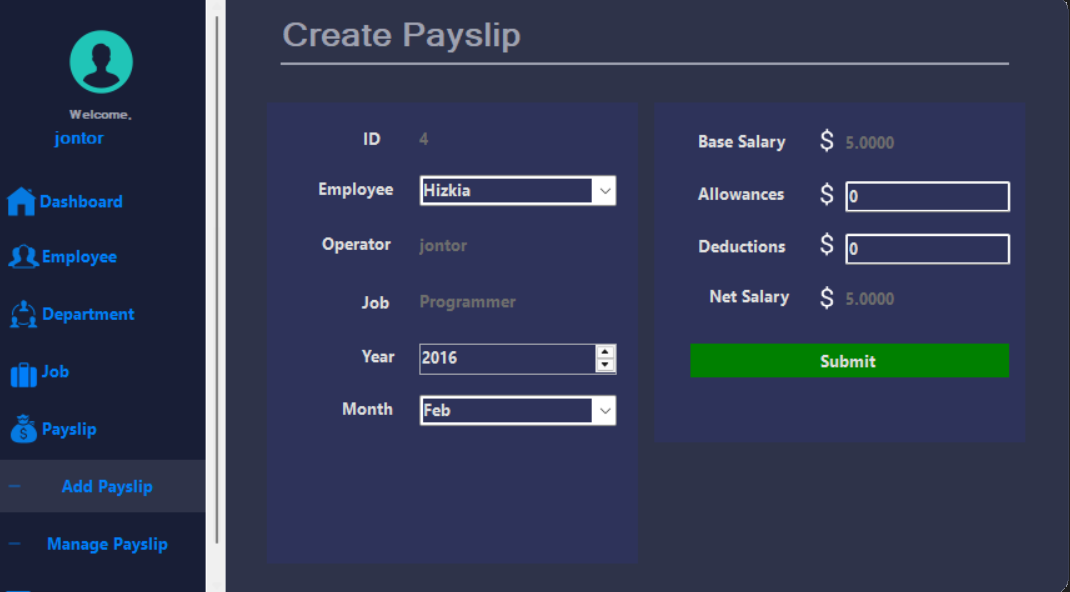 Welcome,
jontor
Dashboard
Employee
Department
Job
Payslip
Add Payslip
Manage Payslip
Create Payslip
ID 4
Employee Hizkia
Operator jontor
Job Programmer
Year 2016
Month Feb
Base Salary $ 5.0000
Allowances $ 0
Deductions $ 0
Net Salary $ 5.0000
Submit